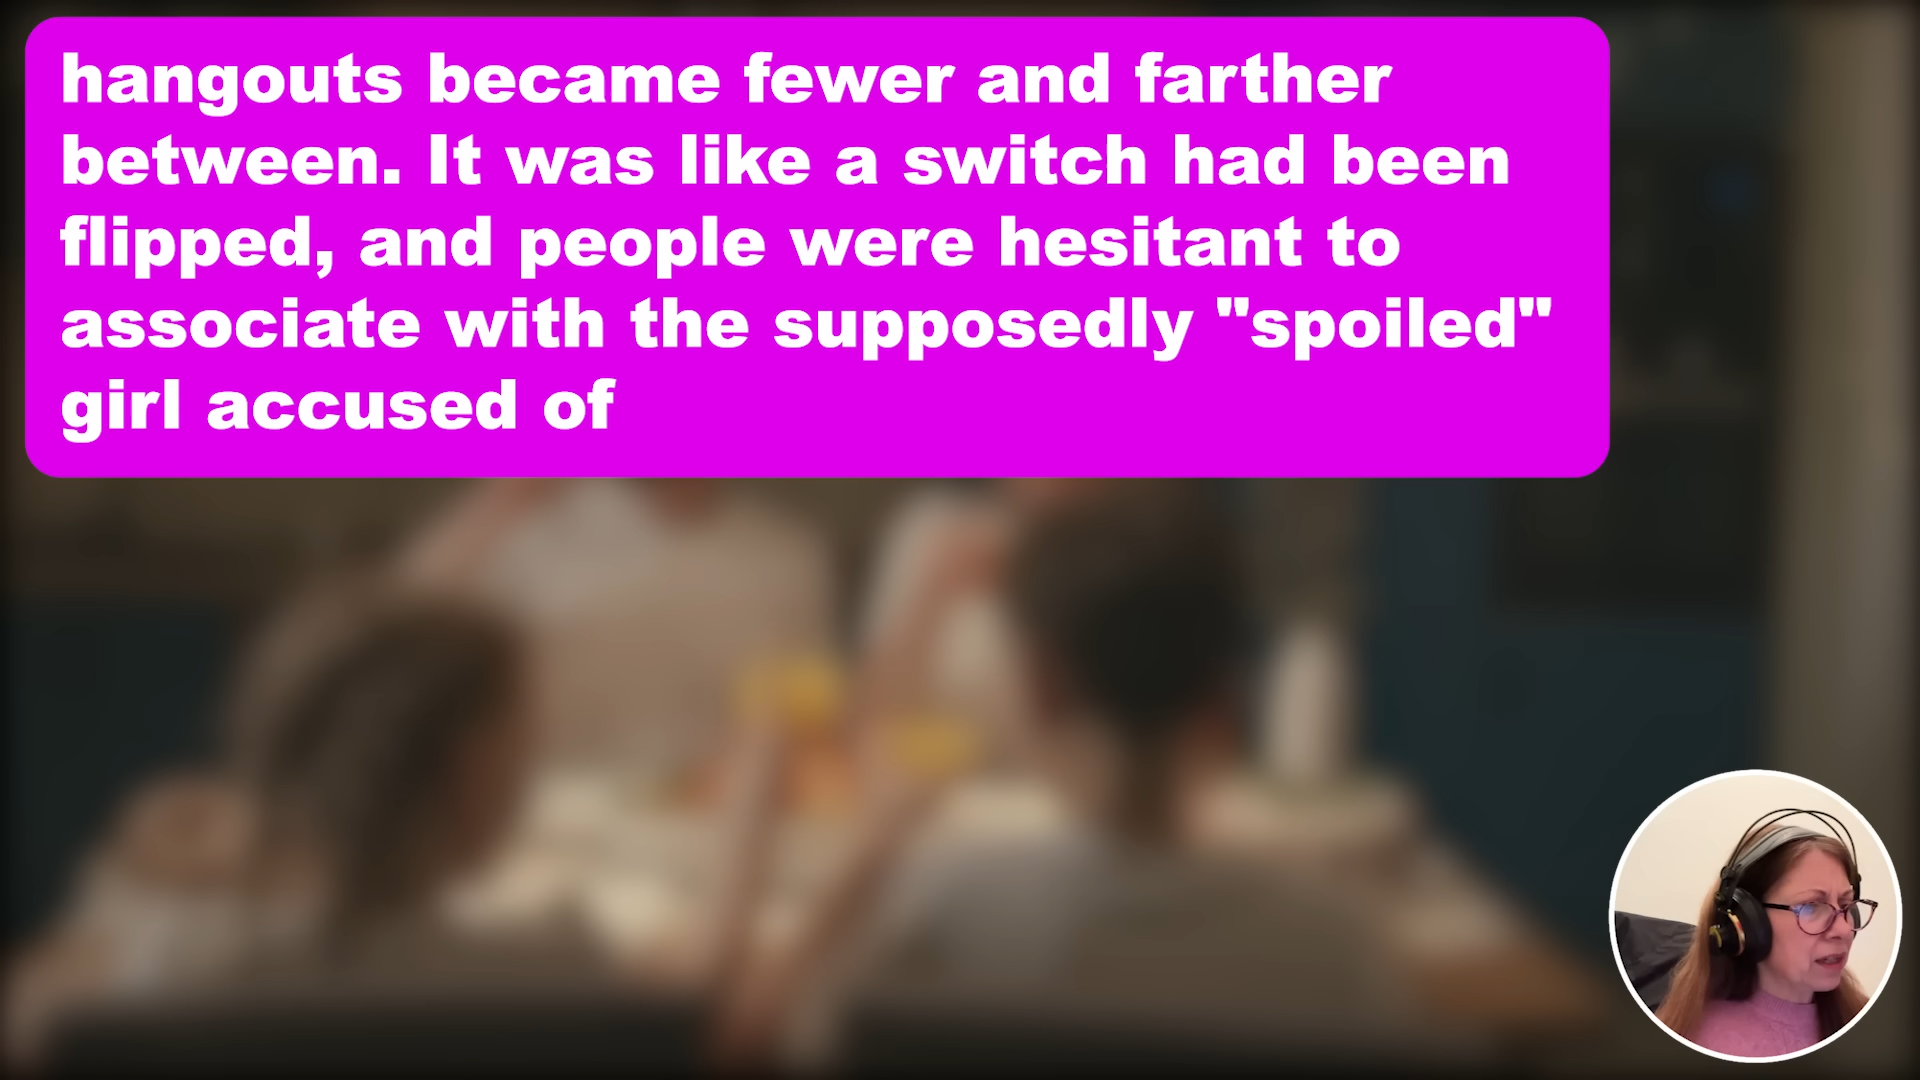 hangouts became fewer and farther
between. It was like a switch had been
flipped, and people were hesitant to
associate with the supposedly "spoiled"
girl accused of